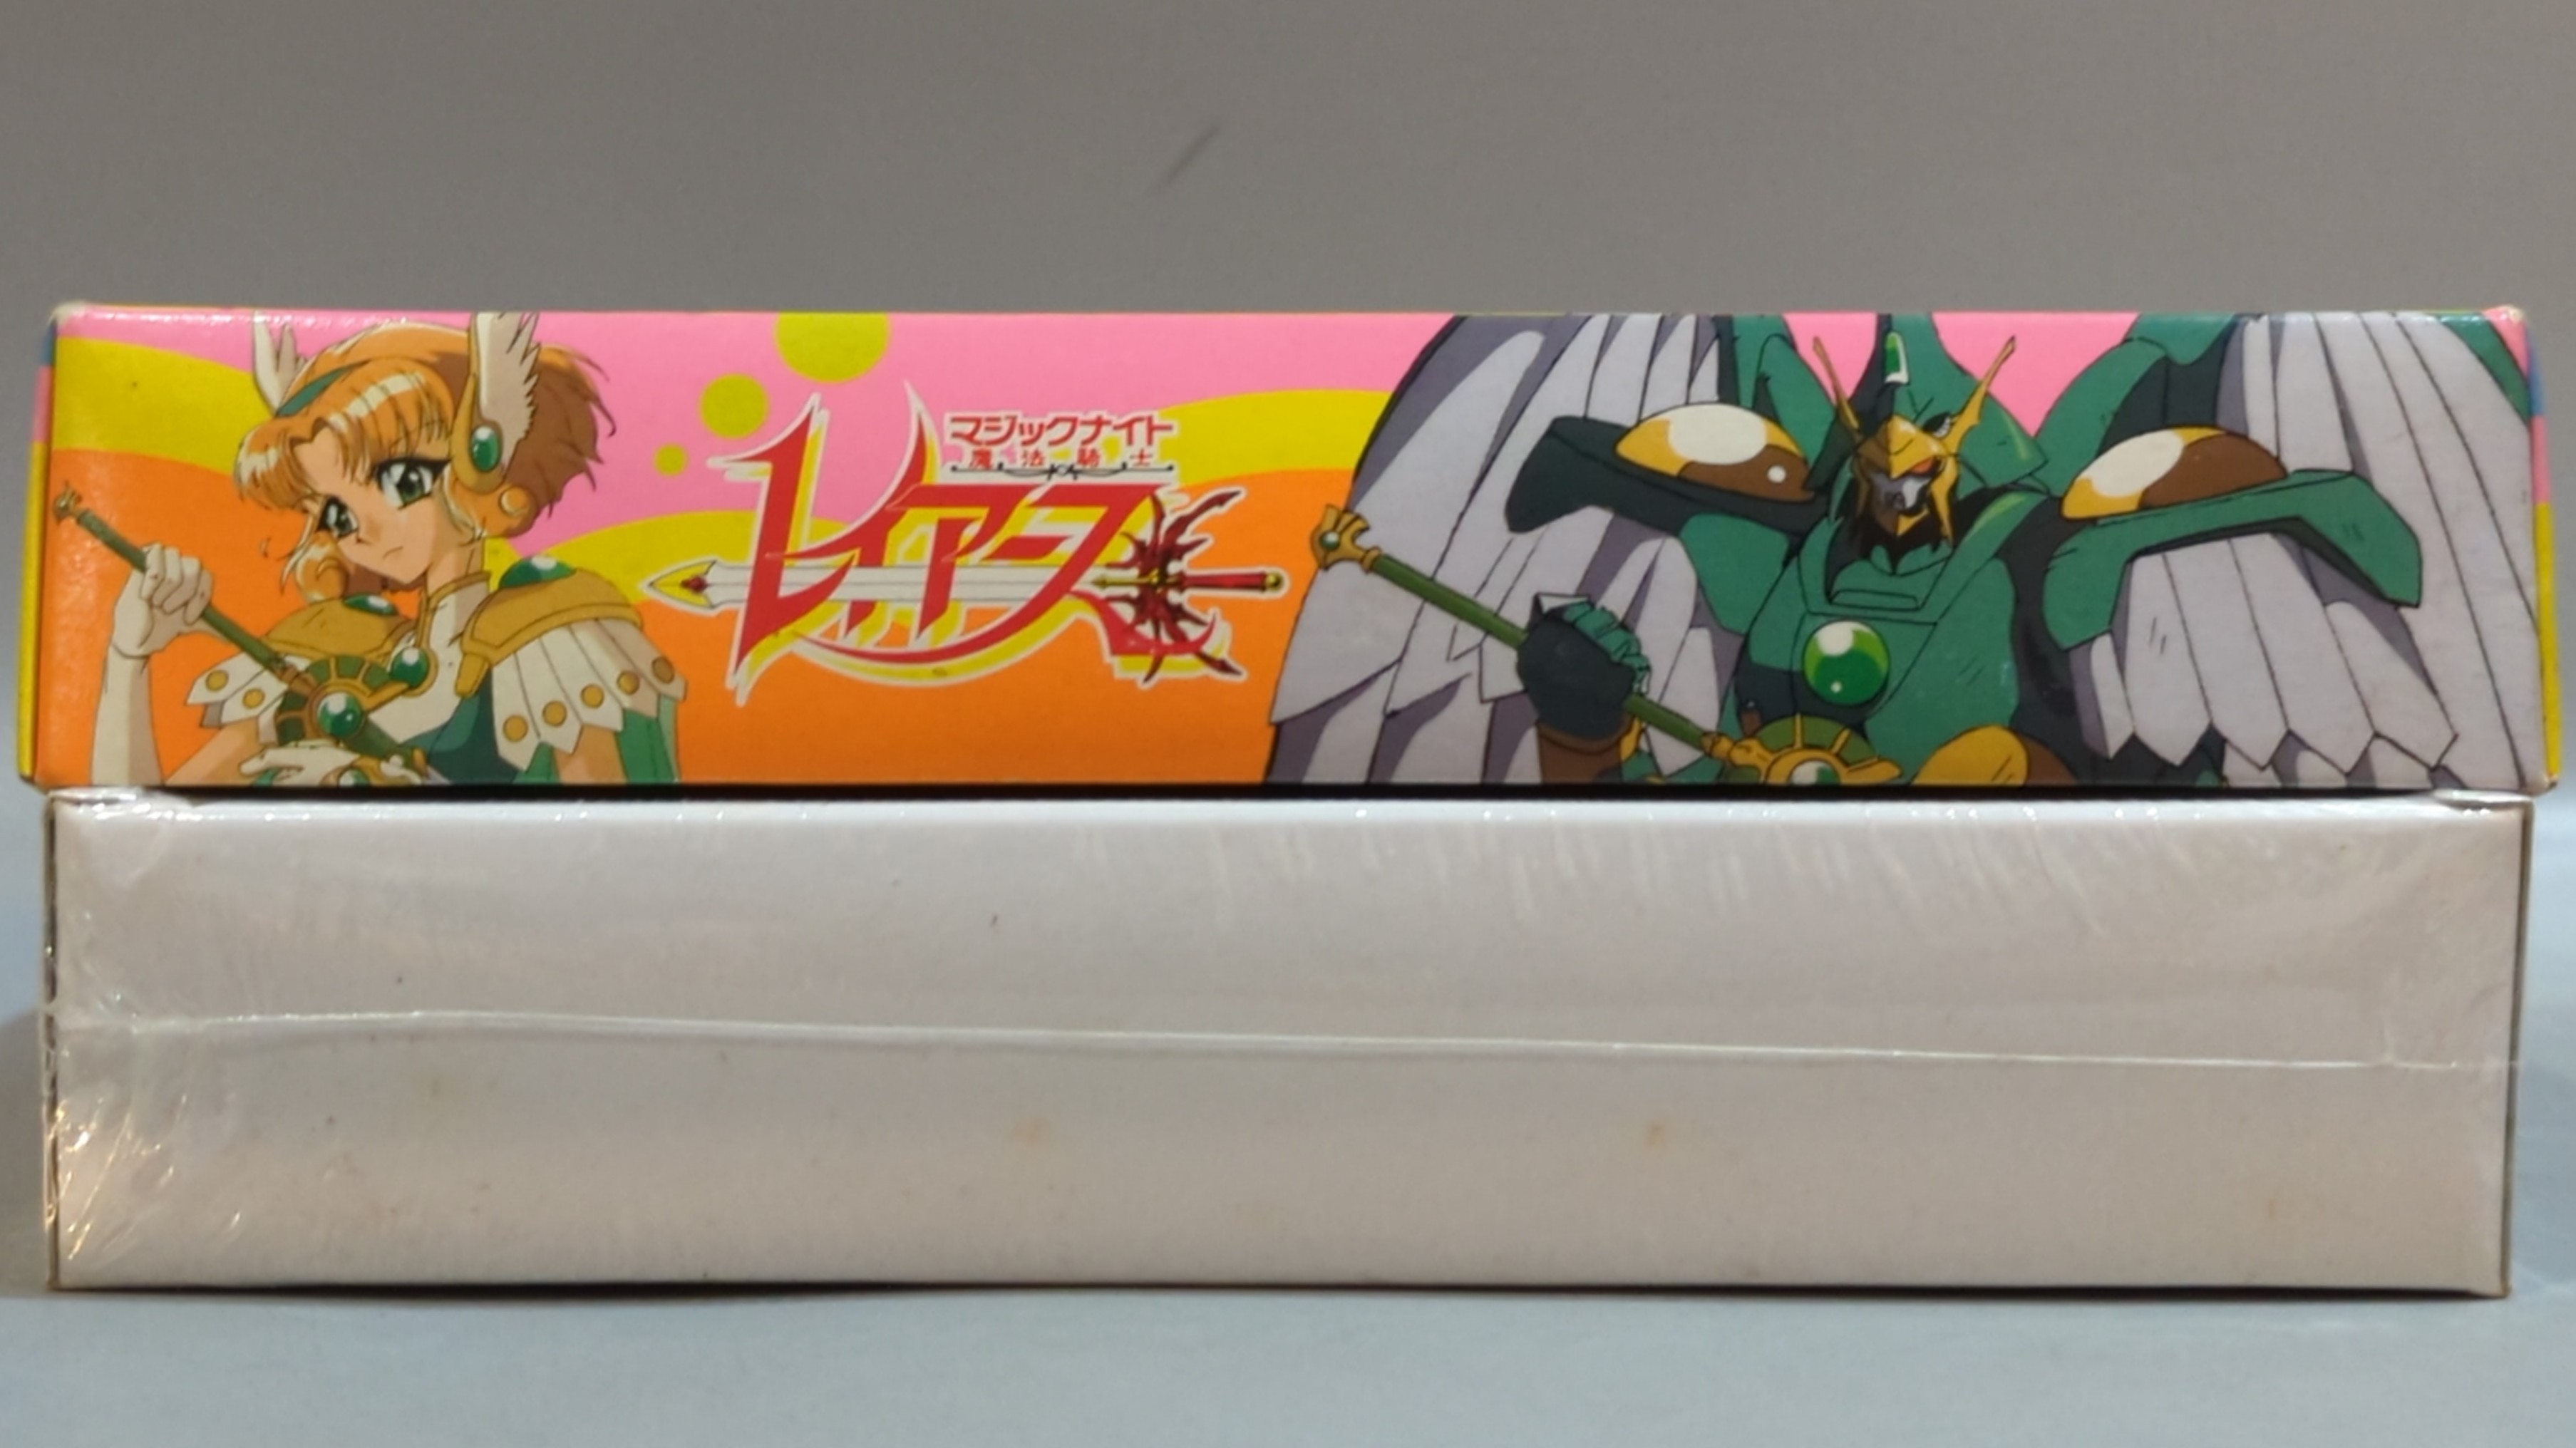 マジックナイト
魔法騎士
レイアース